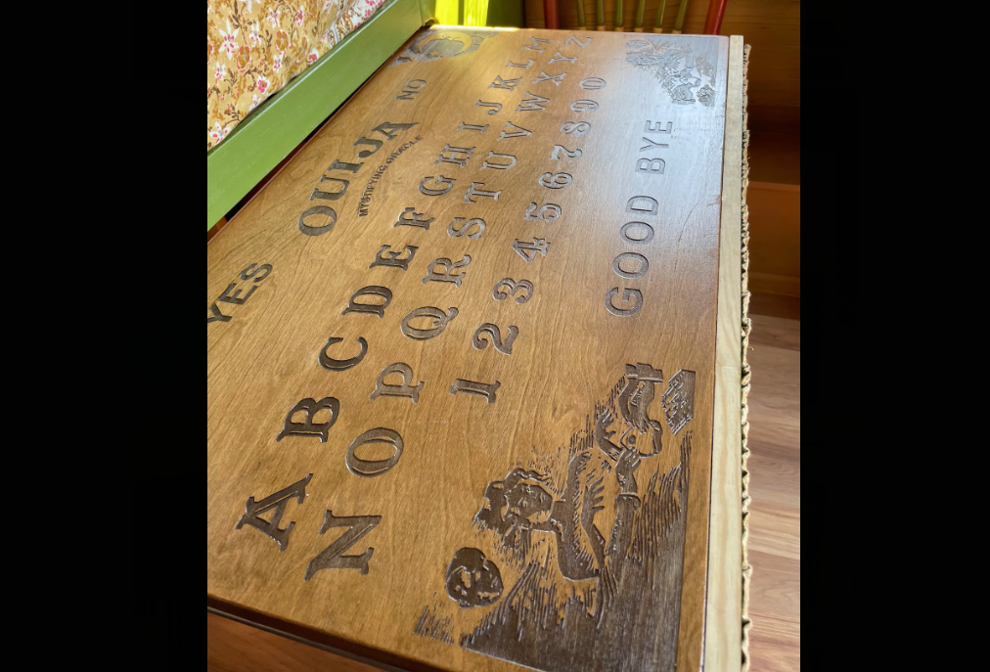 YES OUIJA NO
MYSTIFYING ORACLE
A B C D E F G H I J K L M
N O P Q R S T U V W X Y Z
1 2 3 4 5 6 7 8 9 0
GOOD BYE